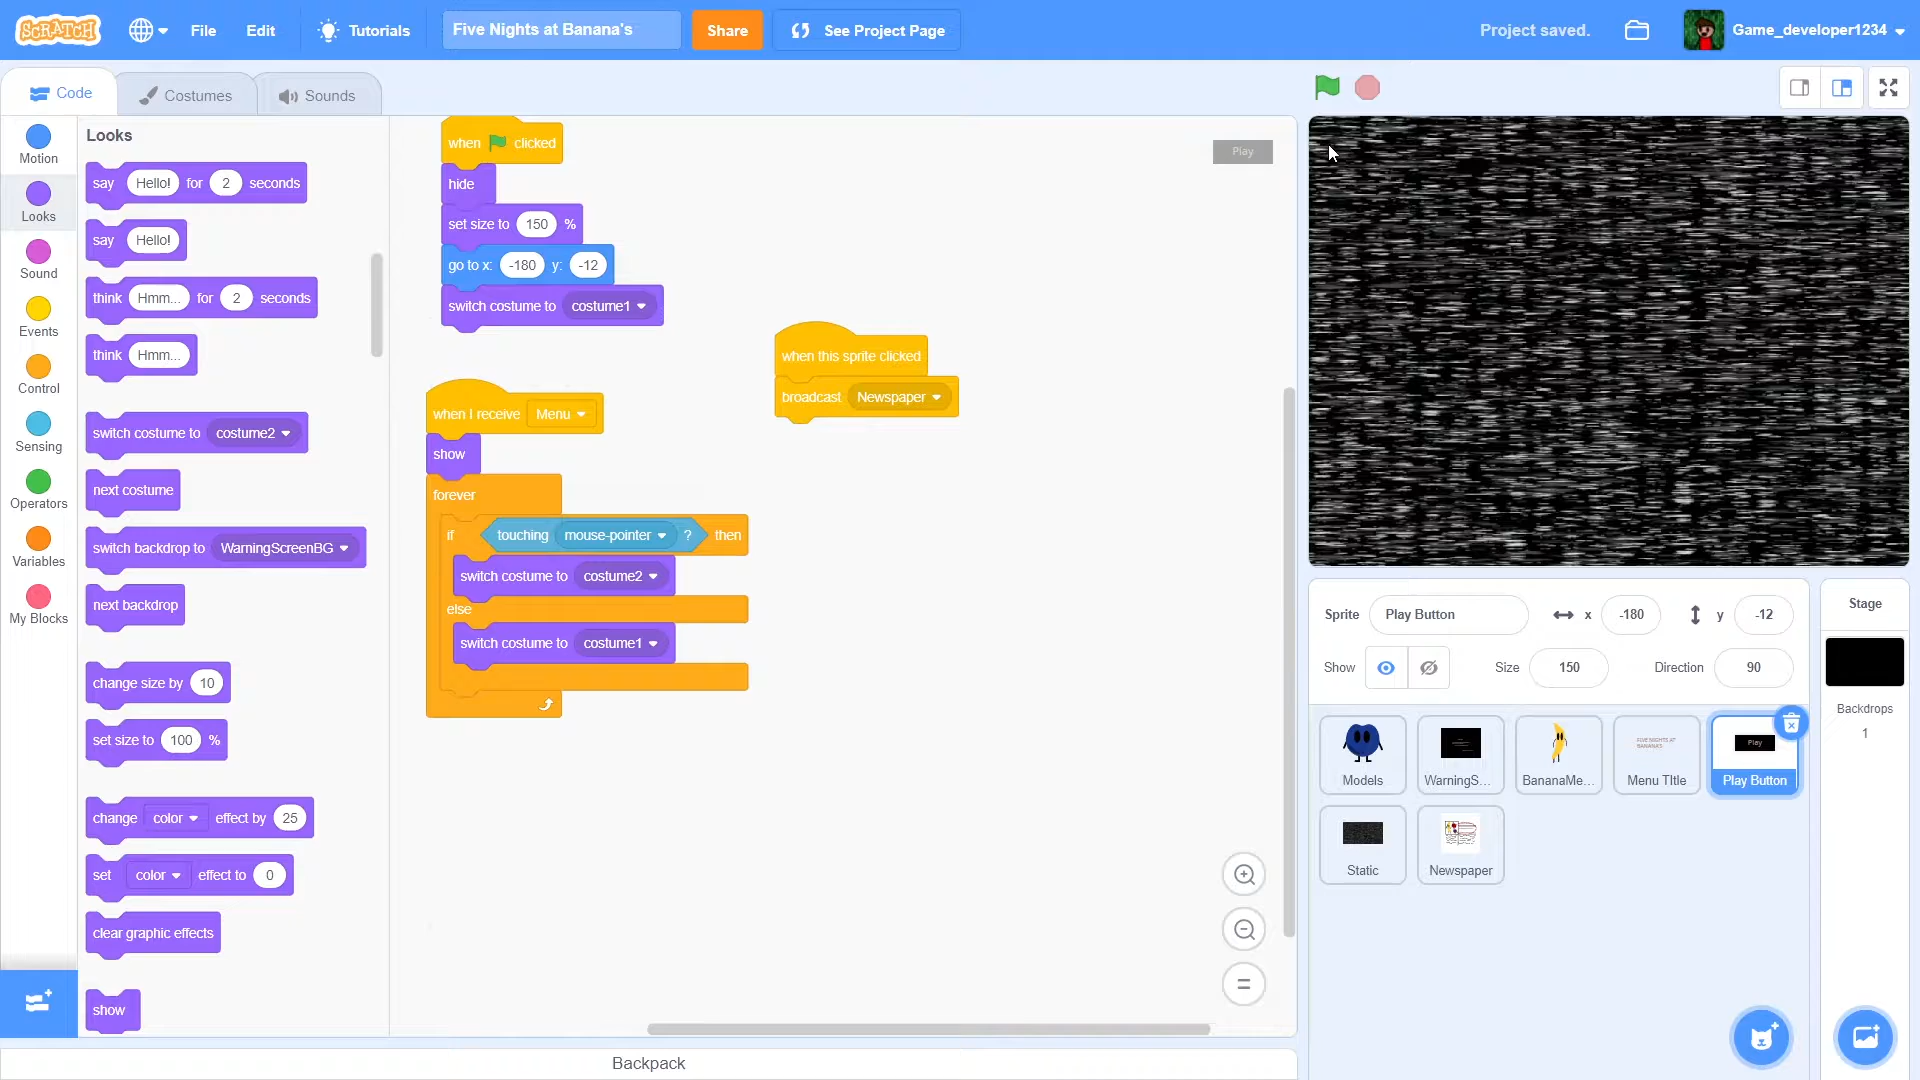 SCRATCH
File
Edit
Tutorials
Five Nights at Banana's
Share
See Project Page
Project saved.
Game_developer1234
Code
Costumes
Sounds
Motion
Looks
Sound
Events
Control
Sensing
Operators
Variables
My Blocks
Looks
say Hello! for 2 seconds
say Hello!
think Hmm... for 2 seconds
think Hmm...
switch costume to costume2
next costume
switch backdrop to WarningScreenBG
next backdrop
change size by 10
set size to 100 %
change color effect by 25
set color effect to 0
clear graphic effects
show
when clicked
hide
set size to 150 %
go to x: -180 y: -12
switch costume to costume1
when I receive Menu
show
forever
if touching mouse-pointer ? then
switch costume to costume2
else
switch costume to costume1
when this sprite clicked
broadcast Newspaper
Play
Backpack
Sprite Play Button x -180 y -12
Show Size 150 Direction 90
Models
WarningS...
BananaMe...
FIVE NIGHTS AT
BANANA'S
Menu TItle
Play
Play Button
Static
Newspaper
Stage
Backdrops
1